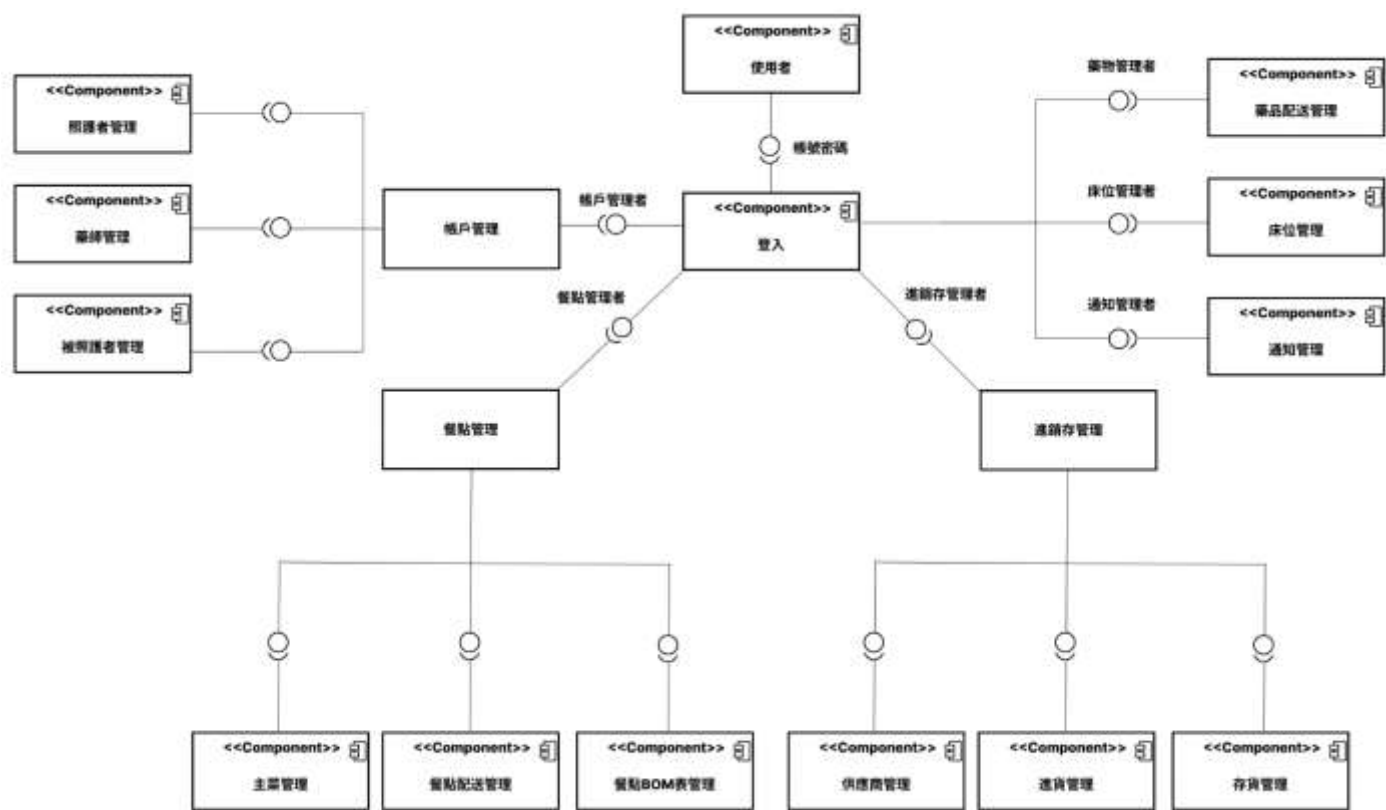 <<Component>>
使用者
<<Component>>
照護者管理
藥物管理者
<<Component>>
藥品配送管理
帳號密碼
<<Component>>
藥師管理
帳戶管理
帳戶管理者
<<Component>>
登入
床位管理者
<<Component>>
床位管理
<<Component>>
被照護者管理
餐點管理者
進銷存管理者
通知管理者
<<Component>>
通知管理
餐點管理
進銷存管理
<<Component>>
主菜管理
<<Component>>
餐點配送管理
<<Component>>
餐點BOM表管理
<<Component>>
供應商管理
<<Component>>
進貨管理
<<Component>>
存貨管理